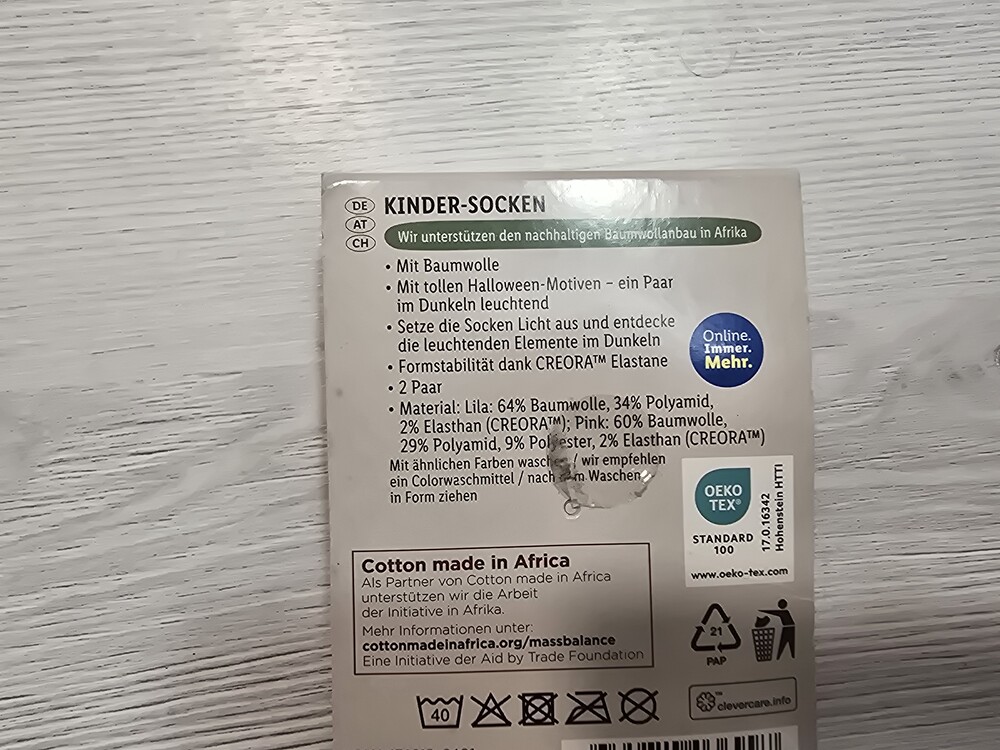 DE
AT
CH
KINDER-SOCKEN
Wir unterstützen den nachhaltigen Baumwollanbau in Afrika
• Mit Baumwolle
• Mit tollen Halloween-Motiven – ein Paar
im Dunkeln leuchtend
• Setze die Socken Licht aus und entdecke
die leuchtenden Elemente im Dunkeln
• Formstabilität dank CREORA™ Elastane
• 2 Paar
• Material: Lila: 64% Baumwolle, 34% Polyamid,
2% Elasthan (CREORA™); Pink: 60% Baumwolle,
29% Polyamid, 9% Polyester, 2% Elasthan (CREORA™)
Mit ähnlichen Farben waschen / wir empfehlen
ein Colorwaschmittel / nach dem Waschen
in Form ziehen
Online.
Immer.
Mehr.
OEKO
TEX®
STANDARD
100
17.0.16342
Hohenstein HTTI
www.oeko-tex.com
Cotton made in Africa
Als Partner von Cotton made in Africa
unterstützen wir die Arbeit
der Initiative in Afrika.
Mehr Informationen unter:
cottonmadeinafrica.org/massbalance
Eine Initiative der Aid by Trade Foundation
21
PAP
40
™
clevercare.info